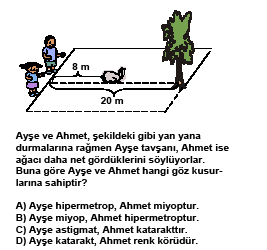 8 m
20 m
Ayşe ve Ahmet, şekildeki gibi yan yana
durmalarına rağmen Ayşe tavşanı, Ahmet ise
ağacı daha net gördüklerini söylüyorlar.
Buna göre Ayşe ve Ahmet hangi göz kusur-
larına sahiptir?
A) Ayşe hipermetrop, Ahmet miyoptur.
B) Ayşe miyop, Ahmet hipermetroptur.
C) Ayşe astigmat, Ahmet katarakttır.
D) Ayşe katarakt, Ahmet renk körüdür.